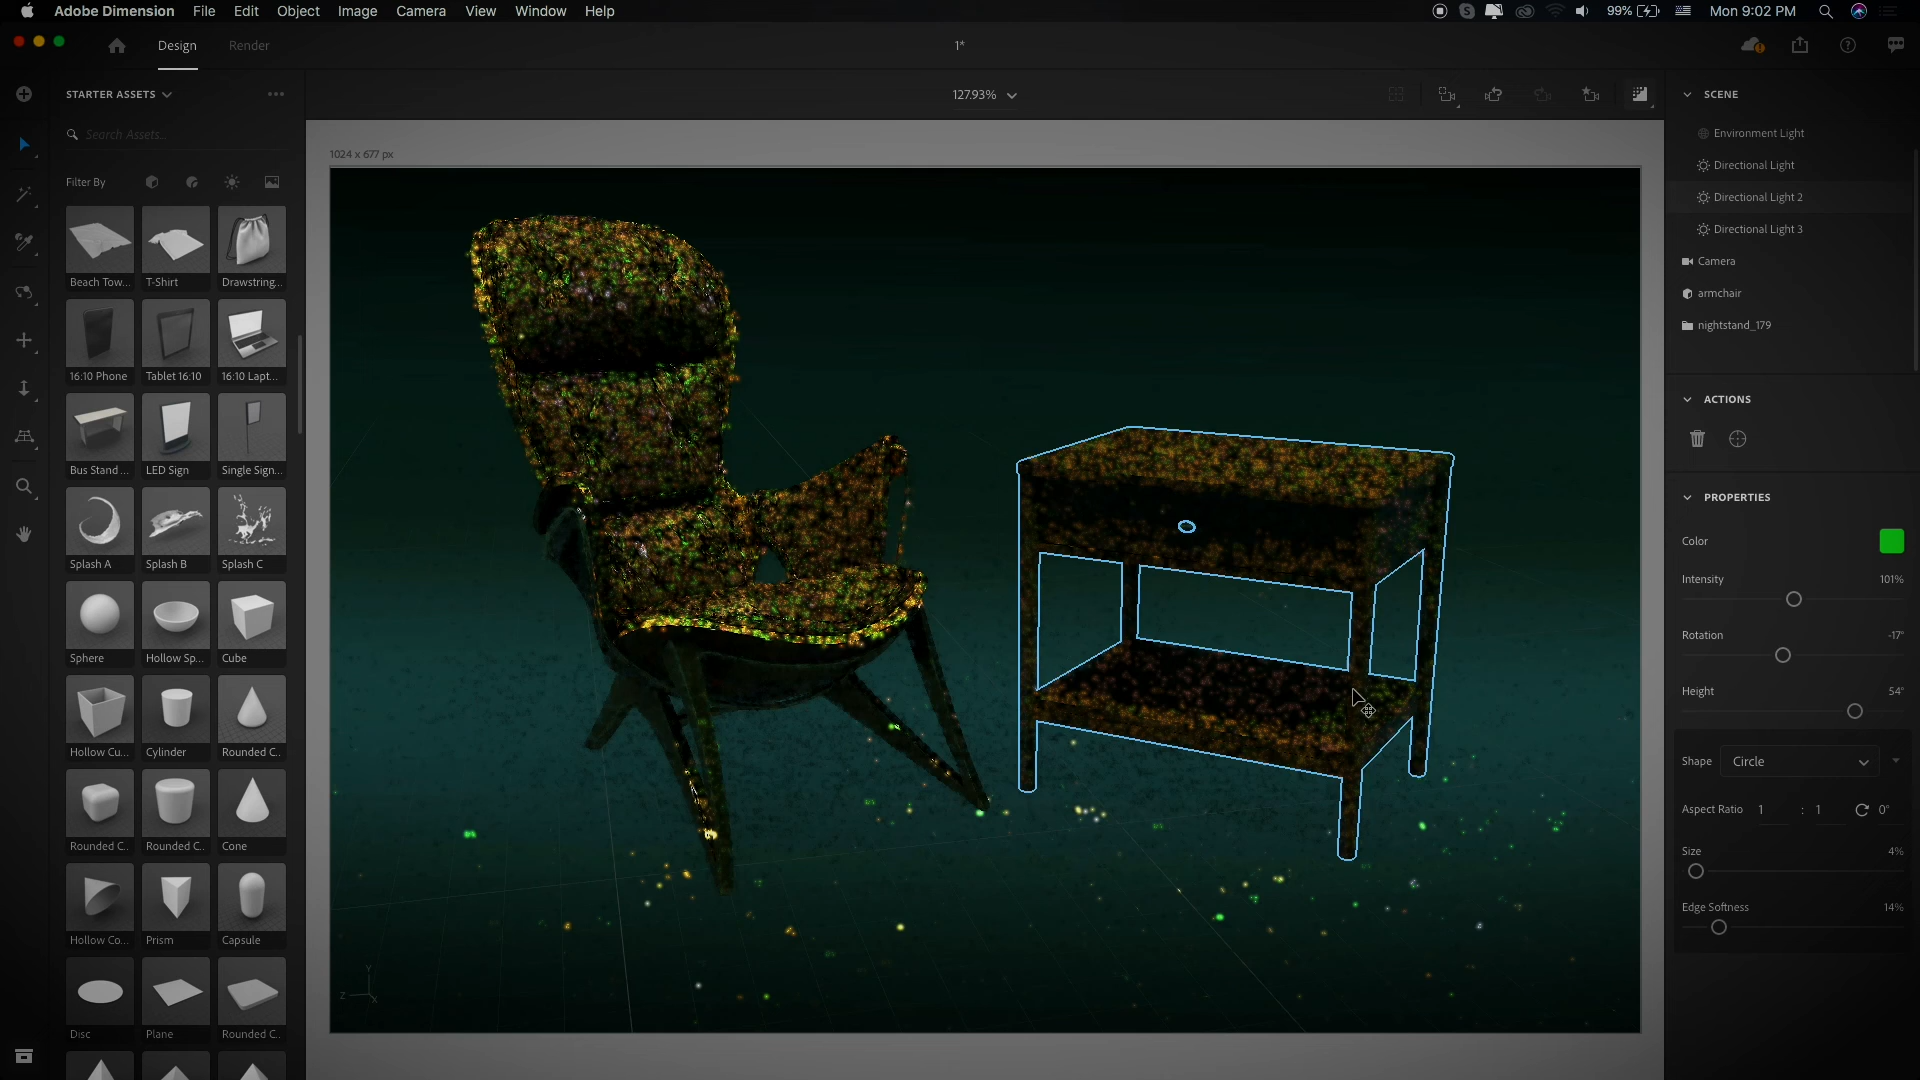 Adobe Dimension File Edit Object Image Camera View Window Help 99% Mon 9:02 PM
Design Render 1*
STARTER ASSETS 127.93% SCENE
Search Assets...
1024 x 677 px
Filter By
Beach Tow... T-Shirt Drawstring...
16:10 Phone Tablet 16:10 16:10 Lapt...
Bus Stand ... LED Sign Single Sign...
Splash A Splash B Splash C
Sphere Hollow Sp... Cube
Hollow Cu... Cylinder Rounded C...
Rounded C... Rounded C... Cone
Hollow Co... Prism Capsule
Disc Plane Rounded C...
Y
Z X
Environment Light
Directional Light
Directional Light 2
Directional Light 3
Camera
armchair
nightstand_179
ACTIONS
PROPERTIES
Color
Intensity 101%
Rotation -17°
Height 54°
Shape Circle
Aspect Ratio 1 : 1 0°
Size 4%
Edge Softness 14%